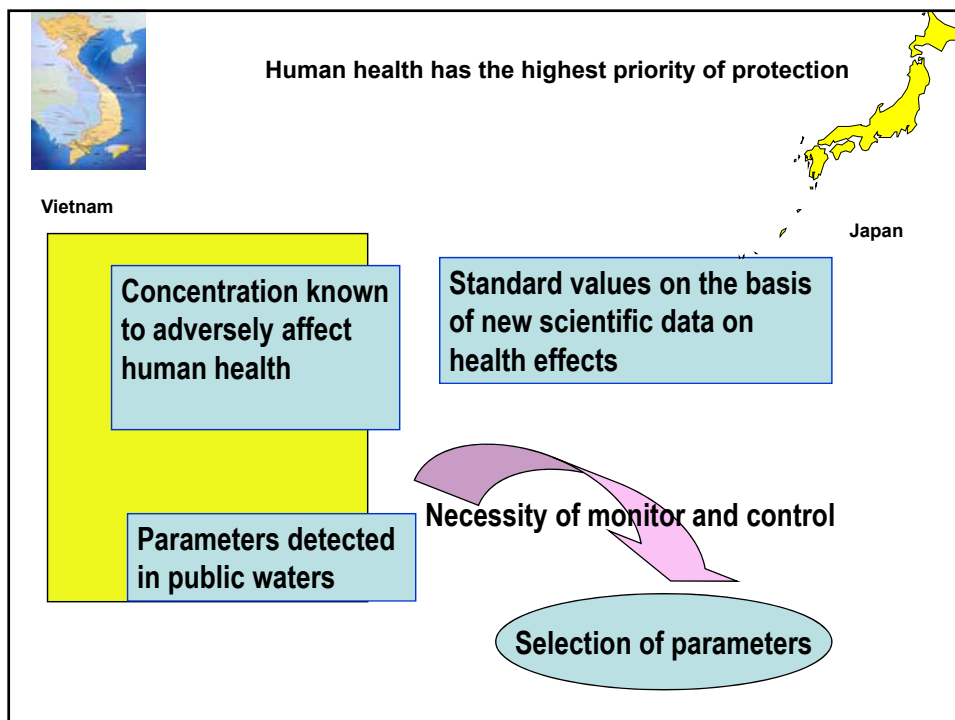 Human health has the highest priority of protection
Vietnam
Japan
Concentration known
to adversely affect
human health
Standard values on the basis
of new scientific data on
health effects
Necessity of monitor and control
Parameters detected
in public waters
Selection of parameters